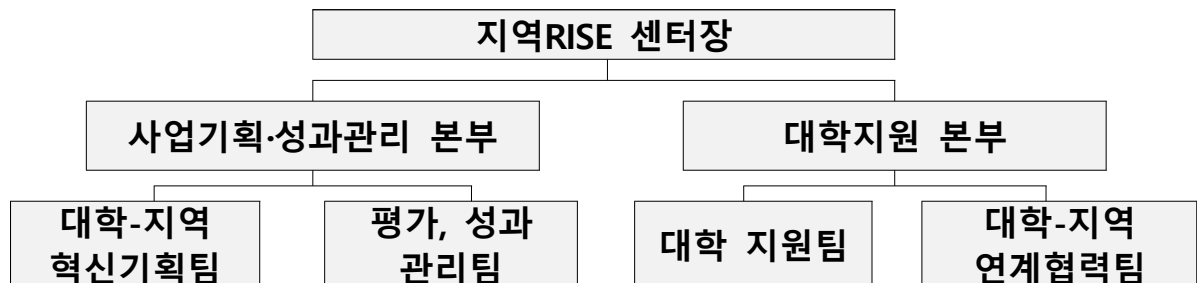 지역RISE 센터장
사업기획·성과관리 본부
대학지원 본부
대학-지역
혁신기획팀
평가, 성과
관리팀
대학 지원팀
대학-지역
연계협력팀